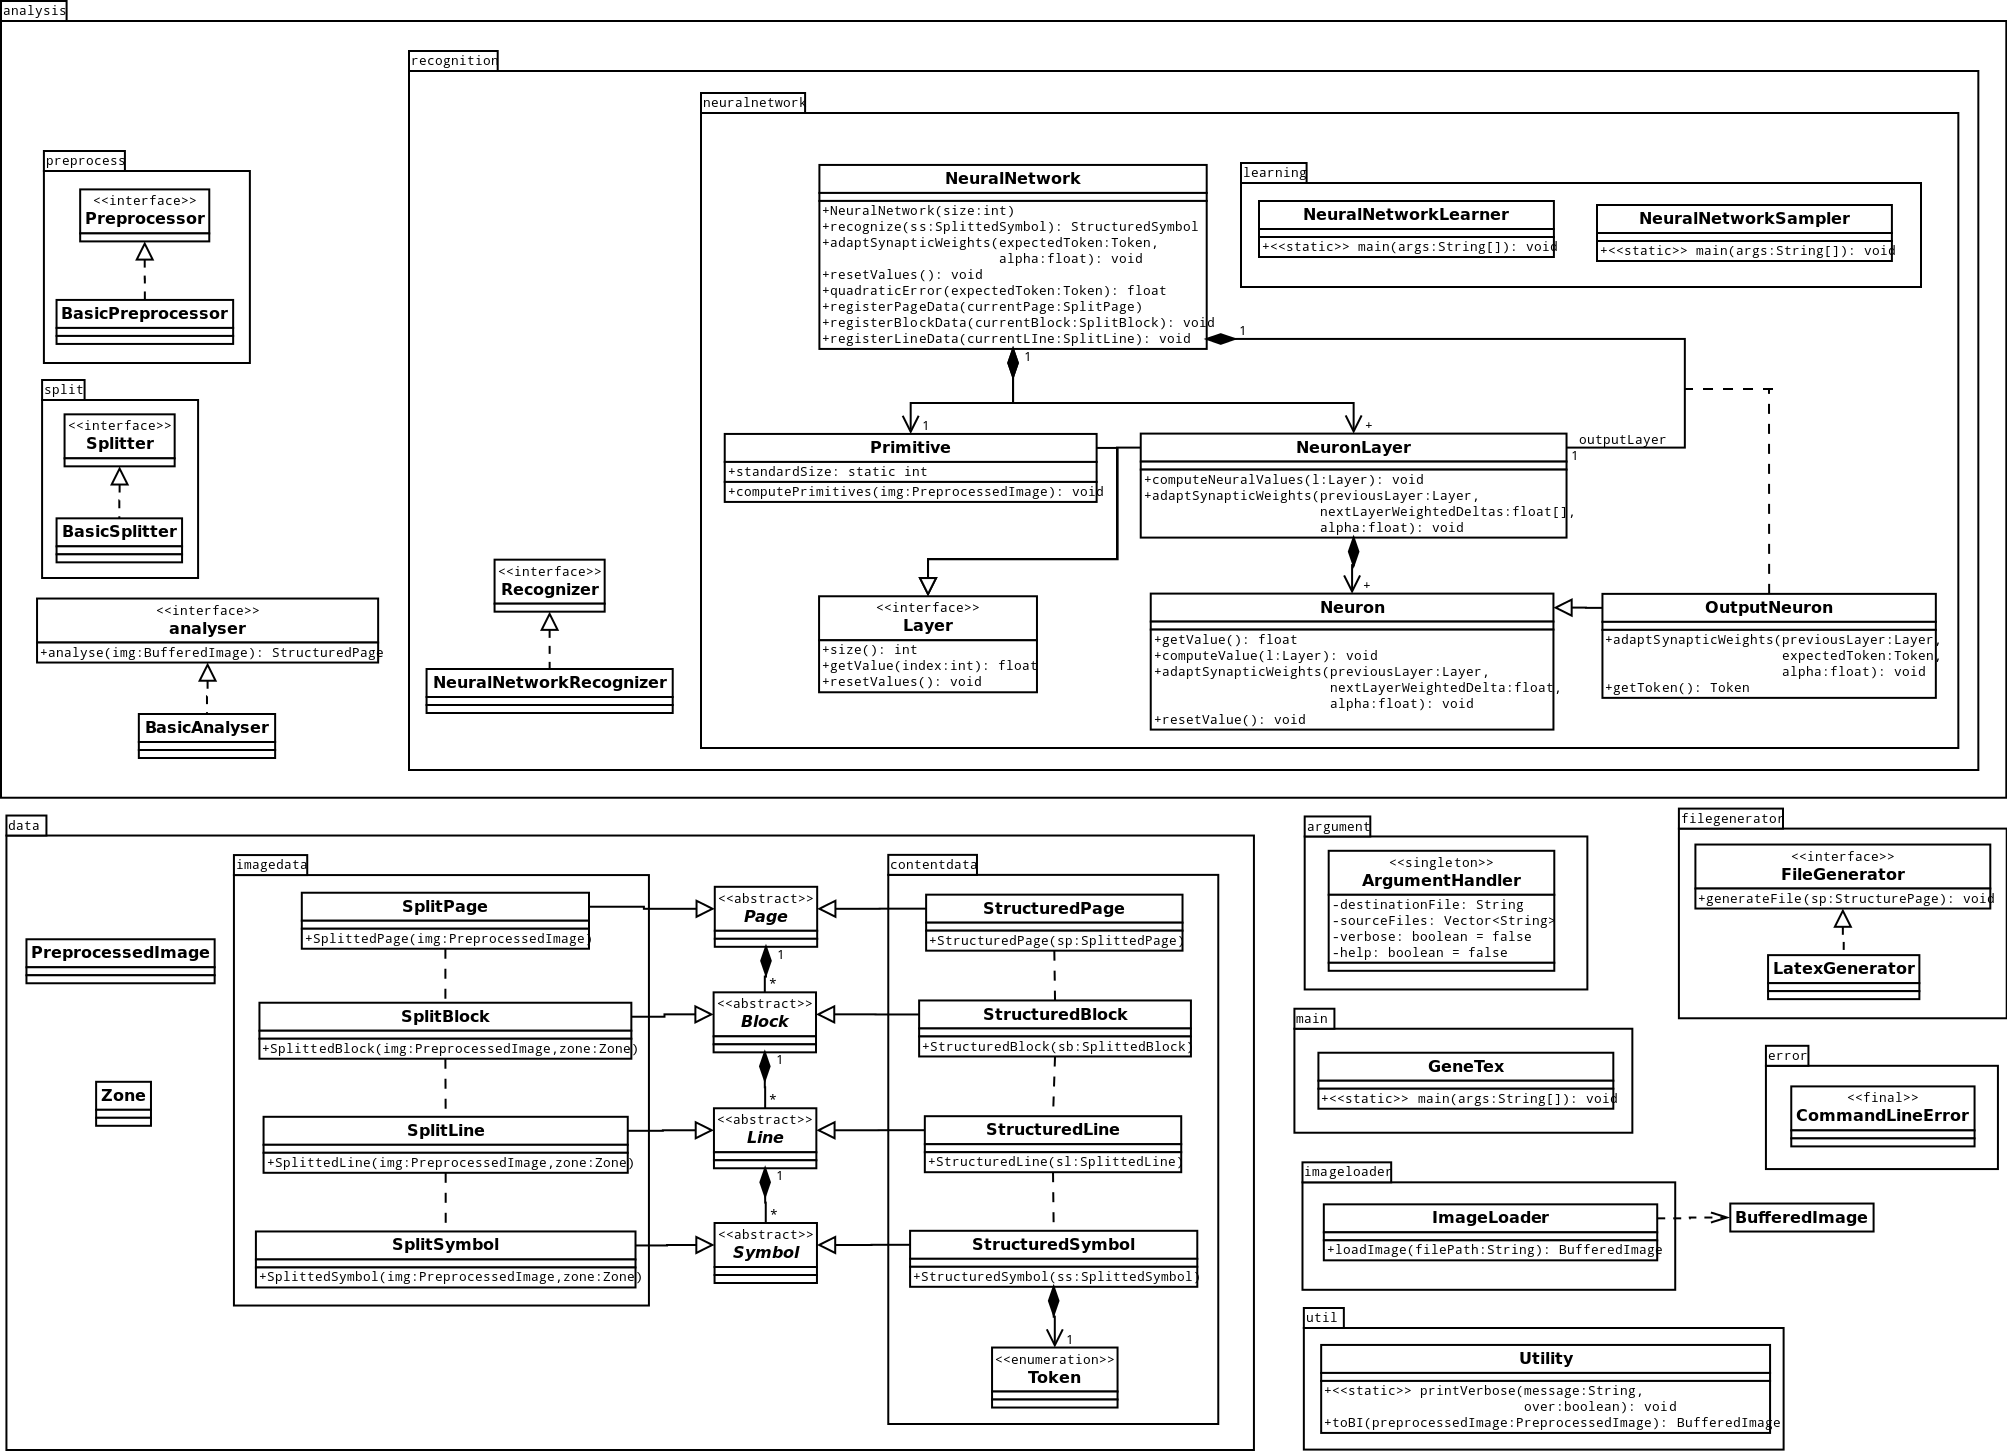 analysis
recognition
neuralnetwork
preprocess
<<interface>>
Preprocessor
BasicPreprocessor
split
<<interface>>
Splitter
BasicSplitter
<<interface>>
analyser
+analyse(img:BufferedImage): StructuredPage
BasicAnalyser
<<interface>>
Recognizer
NeuralNetworkRecognizer
NeuralNetwork
+NeuralNetwork(size:int)
+recognize(ss:SplittedSymbol): StructuredSymbol
+adaptSynapticWeights(expectedToken:Token,
alpha:float): void
+resetValues(): void
+quadraticError(expectedToken:Token): float
+registerPageData(currentPage:SplitPage)
+registerBlockData(currentBlock:SplitBlock): void
+registerLineData(currentLIne:SplitLine): void
1
1
learning
NeuralNetworkLearner
+<<static>> main(args:String[]): void
NeuralNetworkSampler
+<<static>> main(args:String[]): void
1
+
Primitive
+standardSize: static int
+computePrimitives(img:PreprocessedImage): void
NeuronLayer
+computeNeuralValues(l:Layer): void
+adaptSynapticWeights(previousLayer:Layer,
nextLayerWeightedDeltas:float[],
alpha:float): void
outputLayer
1
+
<<interface>>
Layer
+size(): int
+getValue(index:int): float
+resetValues(): void
Neuron
+getValue(): float
+computeValue(l:Layer): void
+adaptSynapticWeights(previousLayer:Layer,
nextLayerWeightedDelta:float,
alpha:float): void
+resetValue(): void
OutputNeuron
+adaptSynapticWeights(previousLayer:Layer,
expectedToken:Token,
alpha:float): void
+getToken(): Token
data
PreprocessedImage
Zone
imagedata
SplitPage
+SplittedPage(img:PreprocessedImage)
SplitBlock
+SplittedBlock(img:PreprocessedImage,zone:Zone)
SplitLine
+SplittedLine(img:PreprocessedImage,zone:Zone)
SplitSymbol
+SplittedSymbol(img:PreprocessedImage,zone:Zone)
<<abstract>>
Page
1
*
<<abstract>>
Block
1
*
<<abstract>>
Line
1
*
<<abstract>>
Symbol
contentdata
StructuredPage
+StructuredPage(sp:SplittedPage)
StructuredBlock
+StructuredBlock(sb:SplittedBlock)
StructuredLine
+StructuredLine(sl:SplittedLine)
StructuredSymbol
+StructuredSymbol(ss:SplittedSymbol)
1
<<enumeration>>
Token
argument
<<singleton>>
ArgumentHandler
-destinationFile: String
-sourceFiles: Vector<String>
-verbose: boolean = false
-help: boolean = false
filegenerator
<<interface>>
FileGenerator
+generateFile(sp:StructurePage): void
LatexGenerator
main
GeneTex
+<<static>> main(args:String[]): void
error
<<final>>
CommandLineError
imageloader
ImageLoader
+loadImage(filePath:String): BufferedImage
BufferedImage
util
Utility
+<<static>> printVerbose(message:String,
over:boolean): void
+toBI(preprocessedImage:PreprocessedImage): BufferedImage